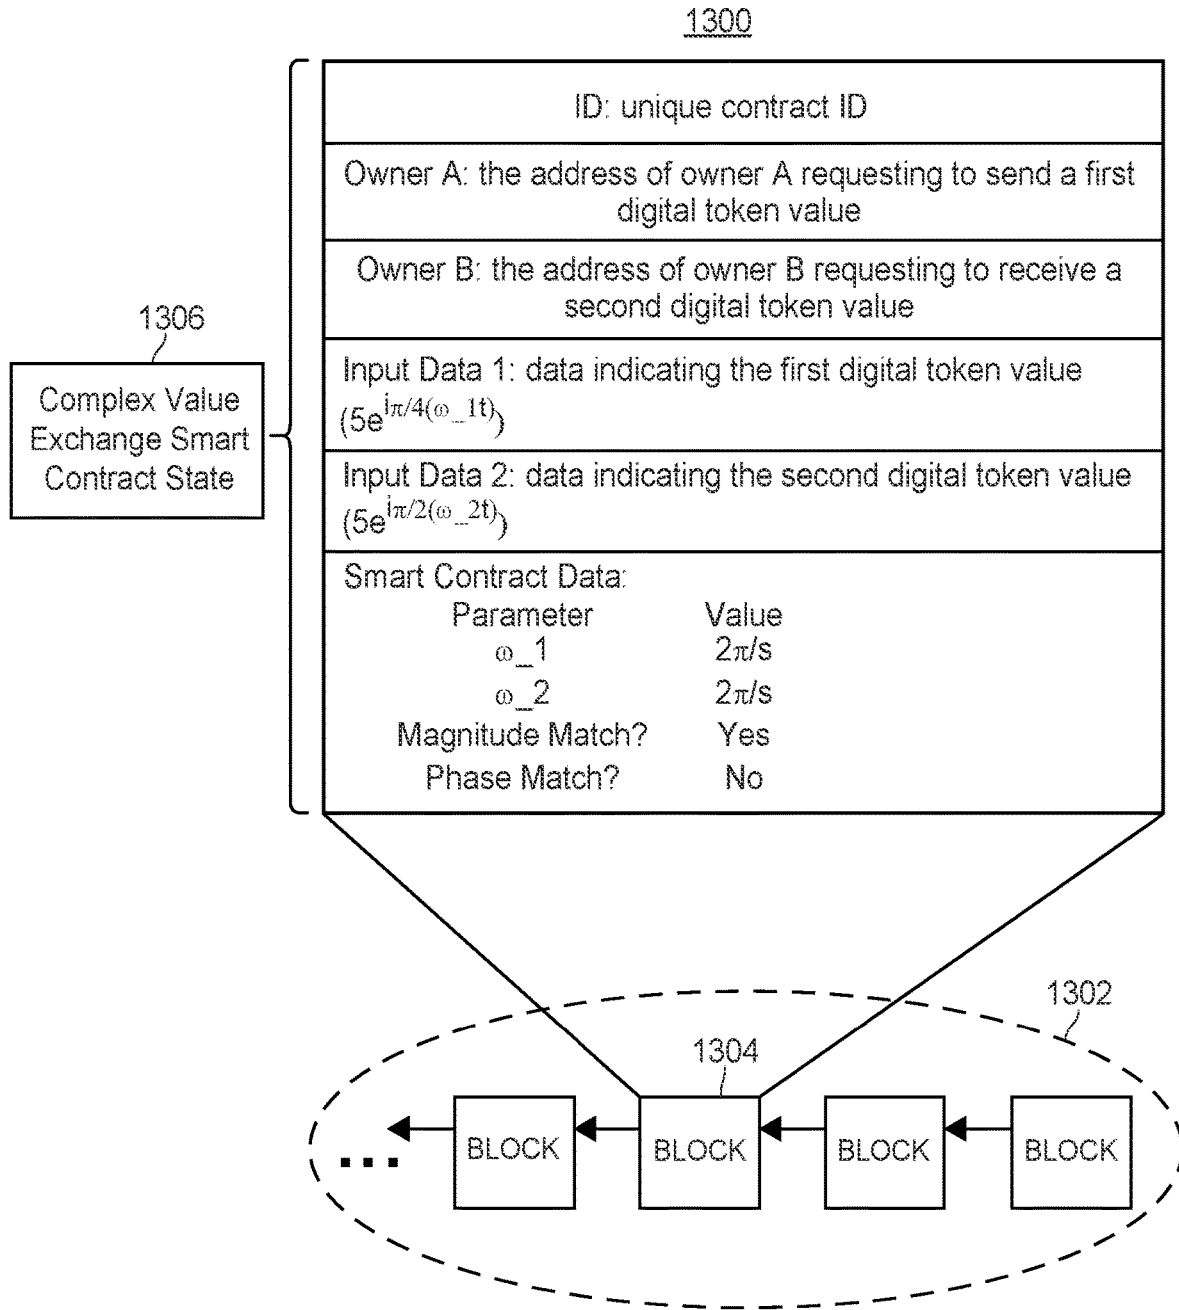 1300
ID: unique contract ID
Owner A: the address of owner A requesting to send a first
digital token value
Owner B: the address of owner B requesting to receive a
second digital token value
1306
Complex Value
Exchange Smart
Contract State
Input Data 1: data indicating the first digital token value
(5e^iπ/4(ω_1t))
Input Data 2: data indicating the second digital token value
(5e^iπ/2(ω_2t))
Smart Contract Data:
Parameter Value
ω_1 2π/s
ω_2 2π/s
Magnitude Match? Yes
Phase Match? No
1302
1304
...
BLOCK BLOCK BLOCK BLOCK